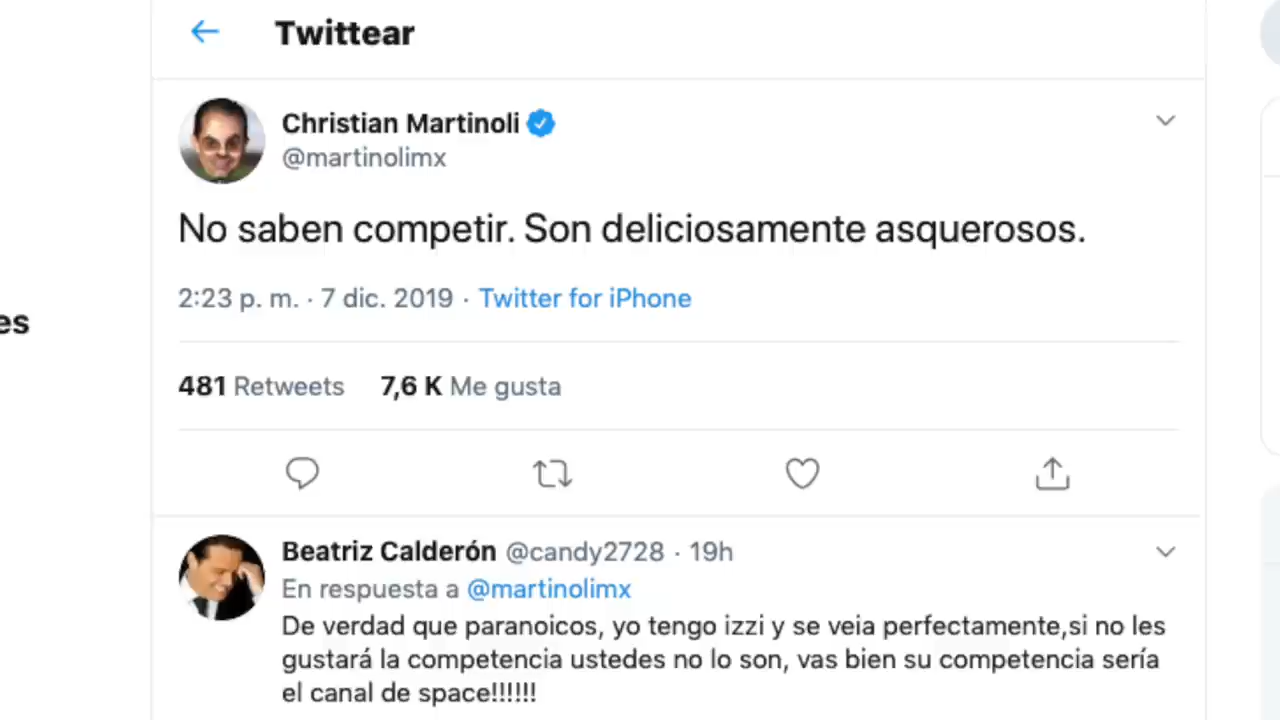 Twittear
Christian Martinoli
@martinolimx
No saben competir. Son deliciosamente asquerosos.
2:23 p. m. · 7 dic. 2019 · Twitter for iPhone
es
481 Retweets 7,6 K Me gusta
Beatriz Calderón @candy2728 · 19h
En respuesta a @martinolimx
De verdad que paranoicos, yo tengo izzi y se veia perfectamente,si no les
gustará la competencia ustedes no lo son, vas bien su competencia sería
el canal de space!!!!!!